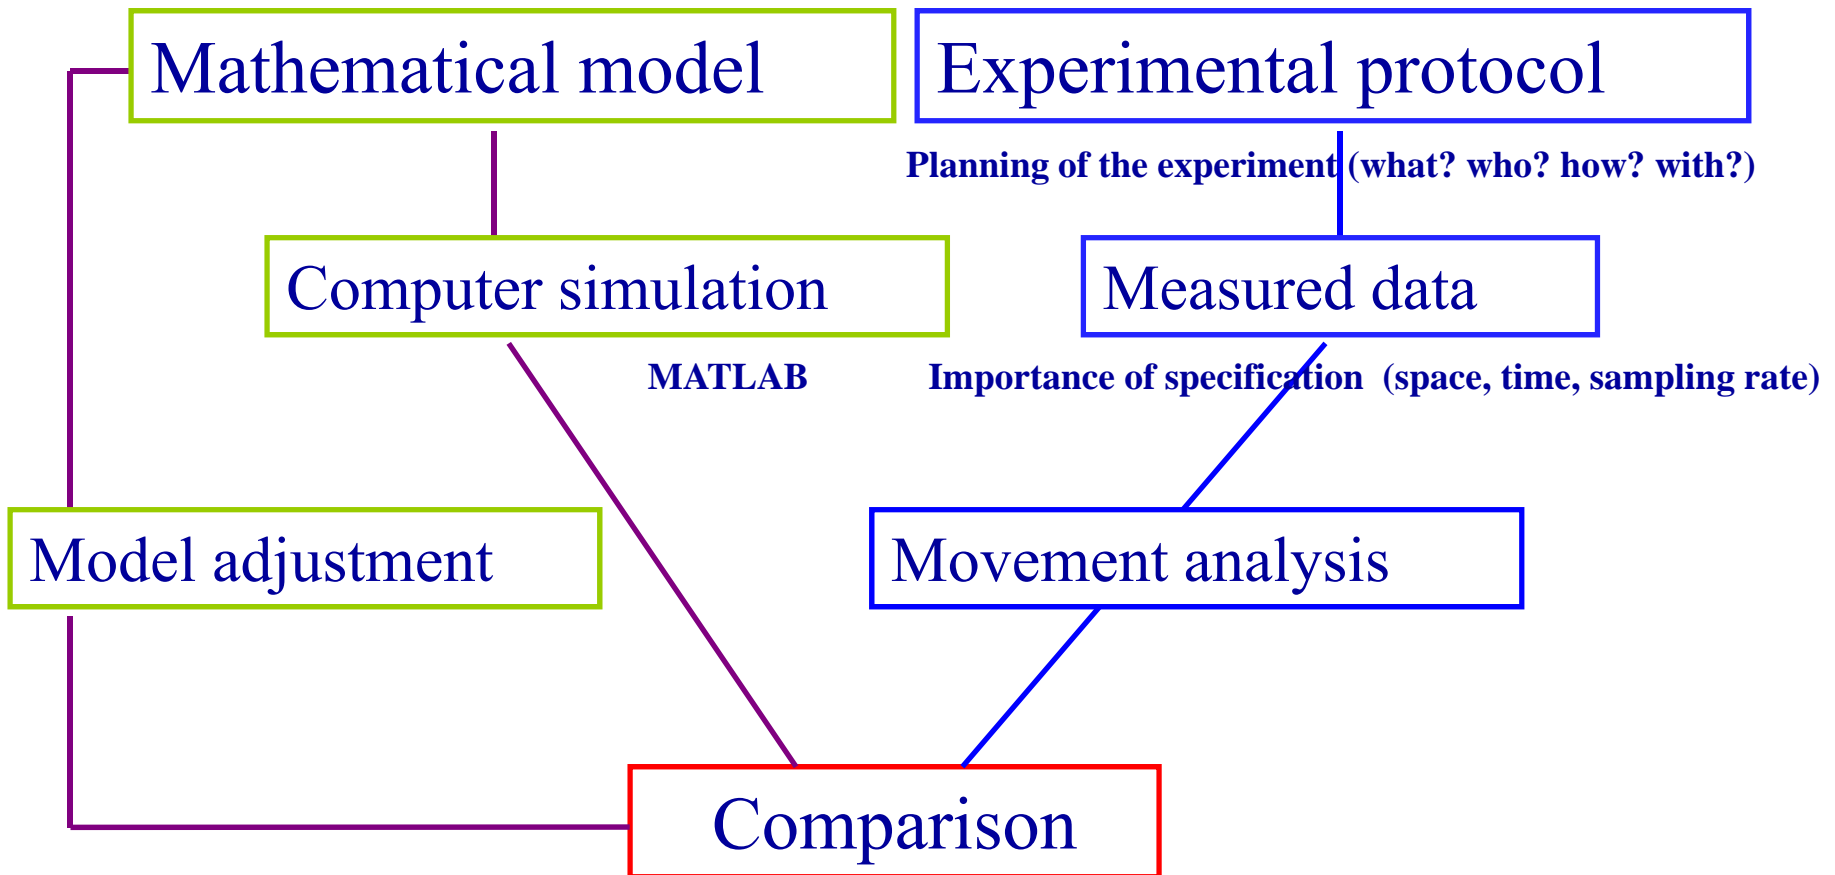 Mathematical model
Experimental protocol
Planning of the experiment (what? who? how? with?)
Computer simulation
Measured data
MATLAB
Importance of specification (space, time, sampling rate)
Model adjustment
Movement analysis
Comparison